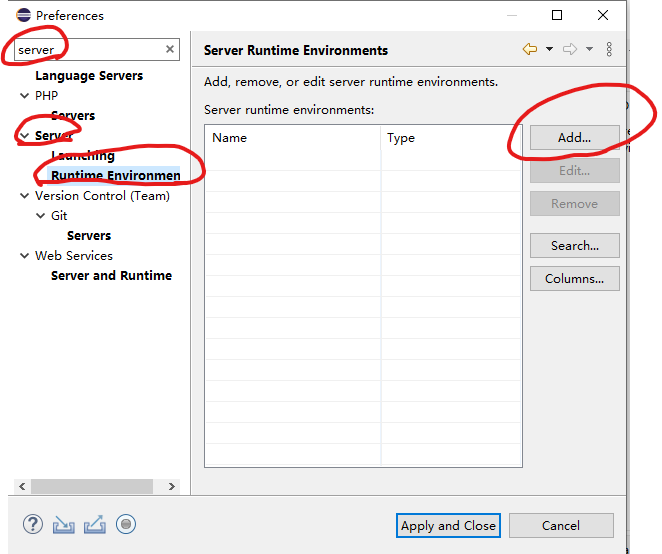 Preferences
server
Language Servers
PHP
Servers
Server
Launching
Runtime Environmen
Version Control (Team)
Git
Servers
Web Services
Server and Runtime
Server Runtime Environments
Add, remove, or edit server runtime environments.
Server runtime environments:
Name Type
Add...
Edit...
Remove
Search...
Columns...
Apply and Close Cancel